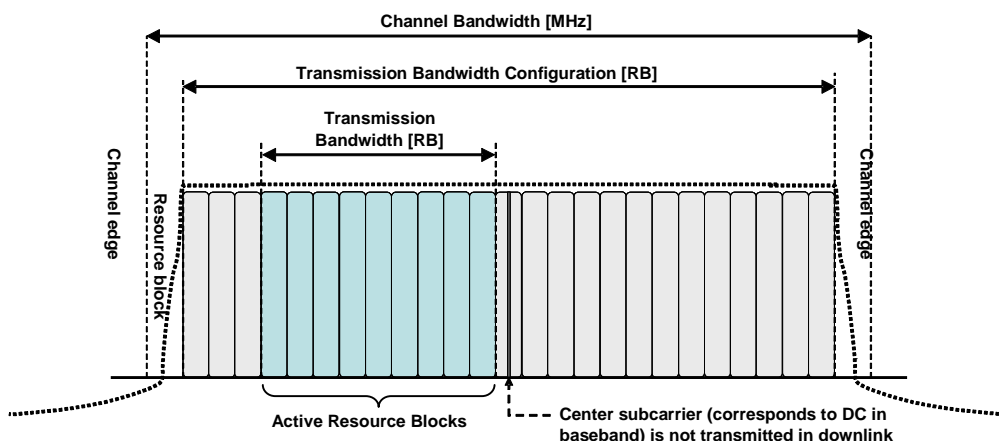 Channel Bandwidth [MHz]
Transmission Bandwidth Configuration [RB]
Transmission
Bandwidth [RB]
Channel edge
Resource block
Channel edge
Active Resource Blocks
Center subcarrier (corresponds to DC in
baseband) is not transmitted in downlink